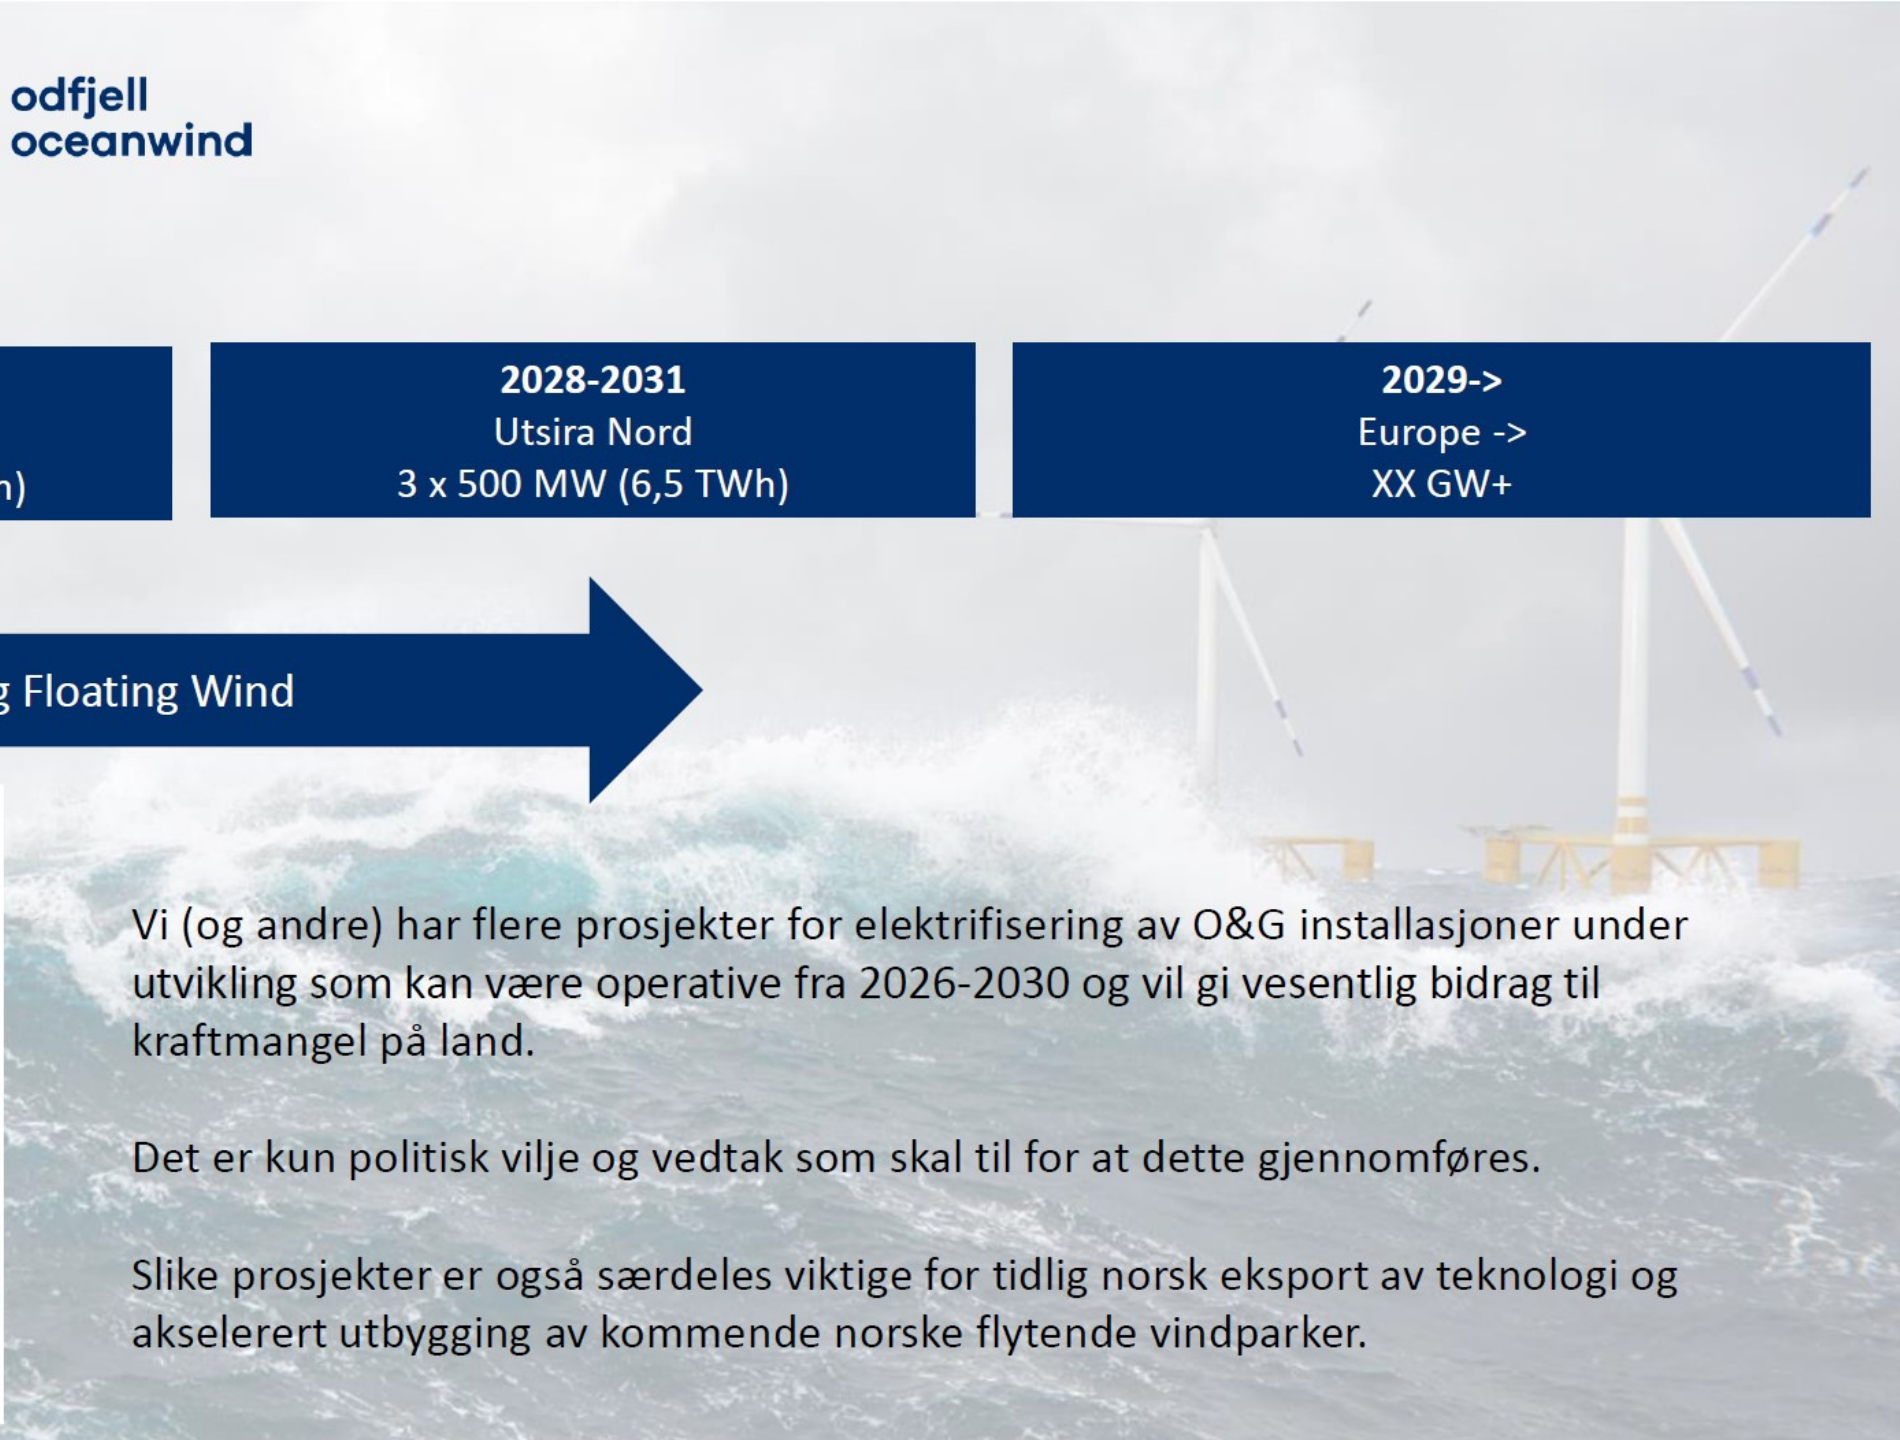 odfjell
oceanwind
2028-2031
Utsira Nord
3 x 500 MW (6,5 TWh)
2029->
Europe ->
XX GW+
Floating Wind
Vi (og andre) har flere prosjekter for elektrifisering av O&G installasjoner under
utvikling som kan være operative fra 2026-2030 og vil gi vesentlig bidrag til
kraftmangel på land.
Det er kun politisk vilje og vedtak som skal til for at dette gjennomføres.
Slike prosjekter er også særdeles viktige for tidlig norsk eksport av teknologi og
akselerert utbygging av kommende norske flytende vindparker.